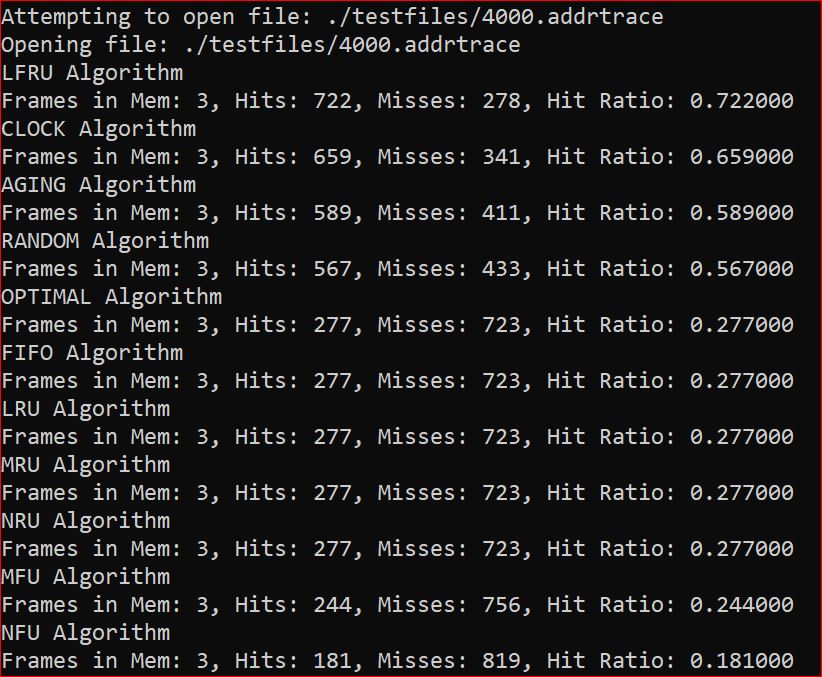 Attempting to open file: ./testfiles/4000.addrtrace
Opening file: ./testfiles/4000.addrtrace
LFRU Algorithm
Frames in Mem: 3, Hits: 722, Misses: 278, Hit Ratio: 0.722000
CLOCK Algorithm
Frames in Mem: 3, Hits: 659, Misses: 341, Hit Ratio: 0.659000
AGING Algorithm
Frames in Mem: 3, Hits: 589, Misses: 411, Hit Ratio: 0.589000
RANDOM Algorithm
Frames in Mem: 3, Hits: 567, Misses: 433, Hit Ratio: 0.567000
OPTIMAL Algorithm
Frames in Mem: 3, Hits: 277, Misses: 723, Hit Ratio: 0.277000
FIFO Algorithm
Frames in Mem: 3, Hits: 277, Misses: 723, Hit Ratio: 0.277000
LRU Algorithm
Frames in Mem: 3, Hits: 277, Misses: 723, Hit Ratio: 0.277000
MRU Algorithm
Frames in Mem: 3, Hits: 277, Misses: 723, Hit Ratio: 0.277000
NRU Algorithm
Frames in Mem: 3, Hits: 277, Misses: 723, Hit Ratio: 0.277000
MFU Algorithm
Frames in Mem: 3, Hits: 244, Misses: 756, Hit Ratio: 0.244000
NFU Algorithm
Frames in Mem: 3, Hits: 181, Misses: 819, Hit Ratio: 0.181000